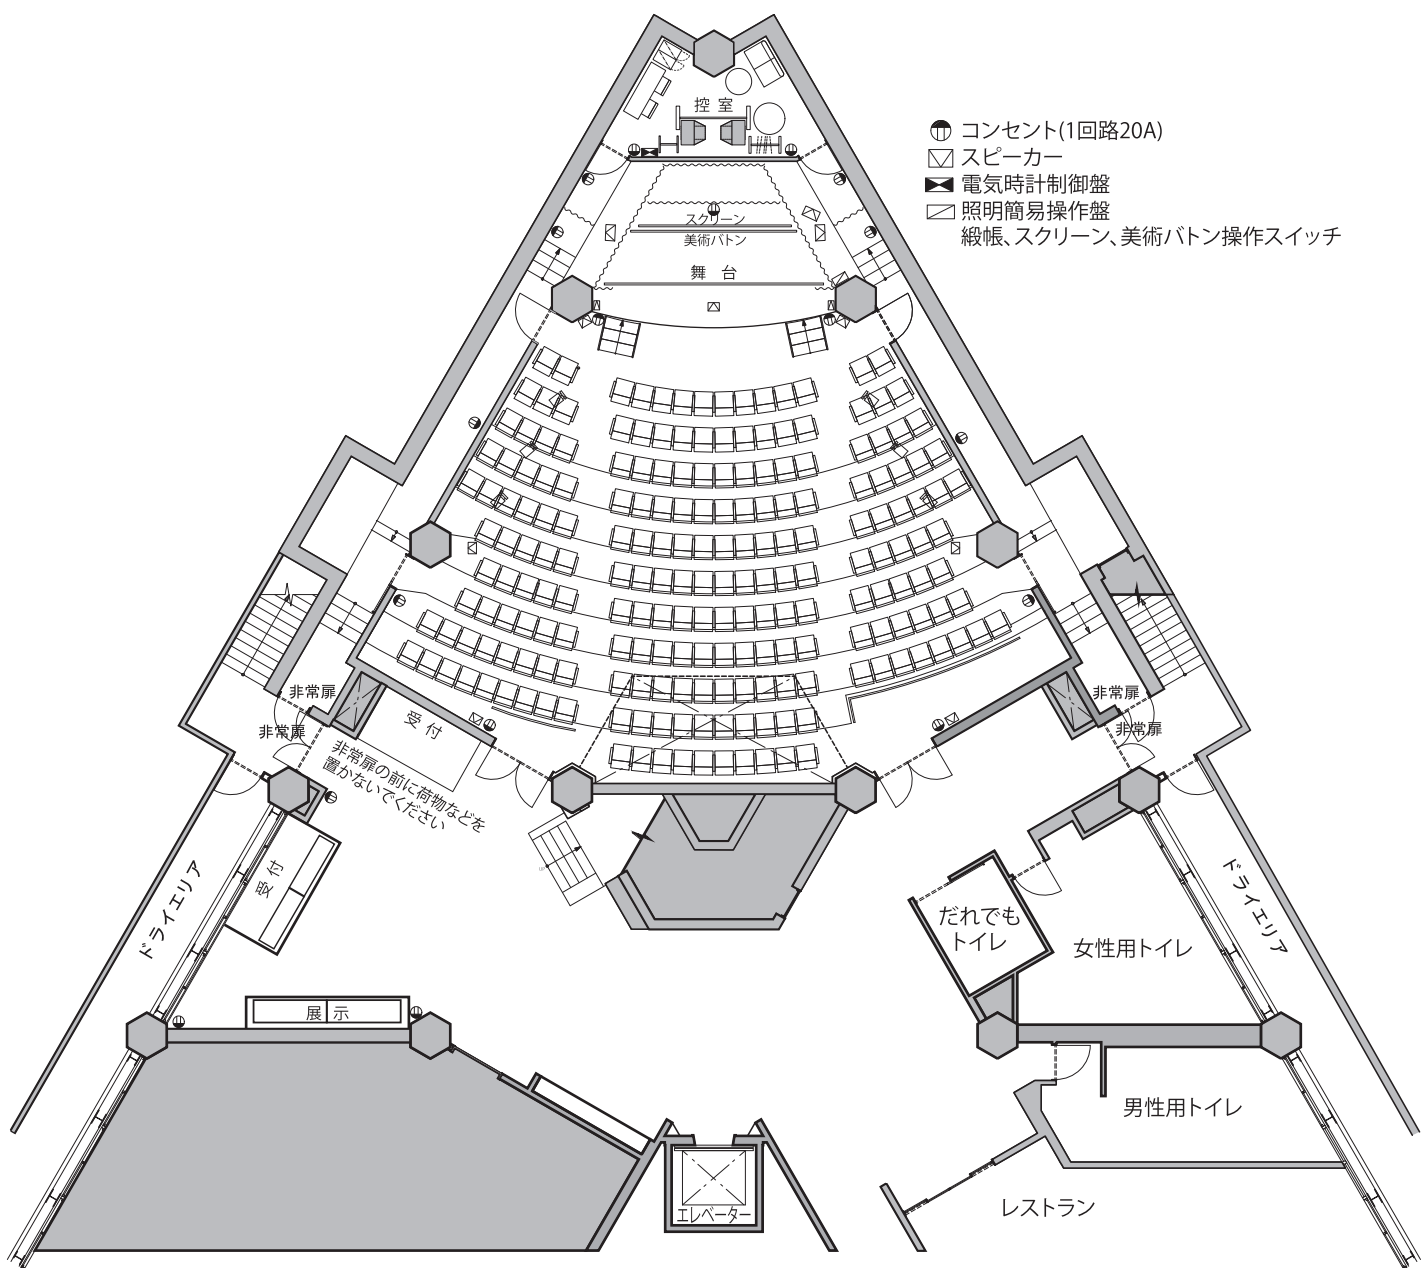 控 室
コンセント(1回路20A)
スピーカー
電気時計制御盤
照明簡易操作盤
緞帳、スクリーン、美術バトン操作スイッチ
スクリーン
美術バトン
舞 台
非常扉
非常扉
非常扉
非常扉
受 付
非常扉の前に荷物などを
置かないでください
受 付
ドライエリア
ドライエリア
だれでも
トイレ
女性用トイレ
展 示
男性用トイレ
レストラン
エレベーター